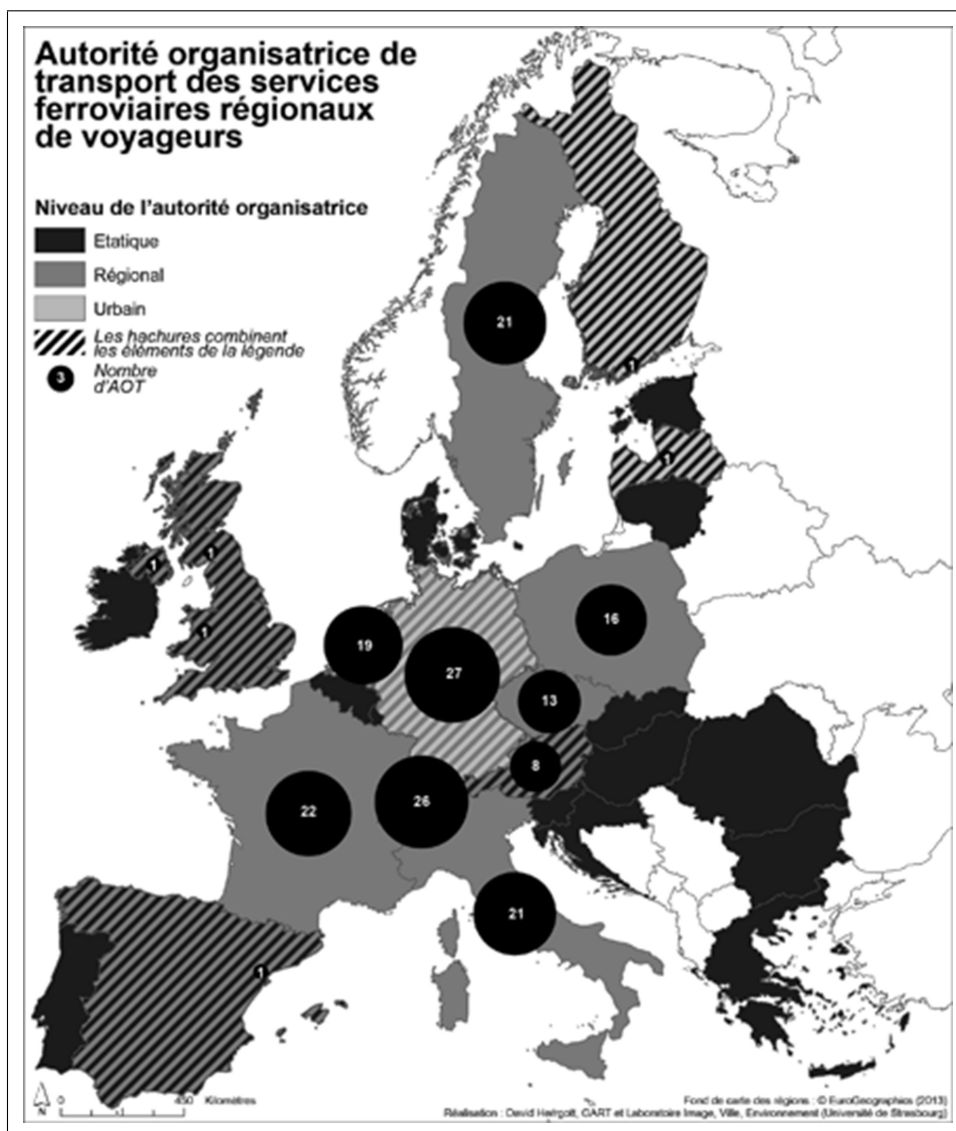 Autorité organisatrice de
transport des services
ferroviaires régionaux
de voyageurs
Niveau de l'autorité organisatrice
Etatique
Régional
Urbain
Les hachures combinent
les éléments de la légende
3
Nombre
d'AOT
21
1
1
1
1
1
16
19
27
13
8
26
22
21
1
N
0
450
Kilomètres
Fond de carte des régions : © EuroGeographics (2013)
Réalisation : David Herrgott, GART et Laboratoire Image, Ville, Environnement (Université de Strasbourg)